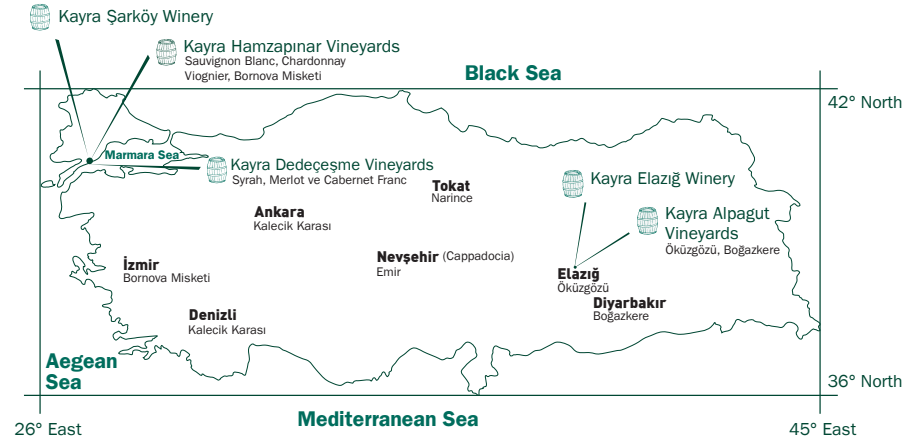 Kayra Şarköy Winery
Kayra Hamzapınar Vineyards
Sauvignon Blanc, Chardonnay
Viognier, Bornova Misketi
Black Sea
42° North
Marmara Sea
Kayra Dedeçeşme Vineyards
Syrah, Merlot ve Cabernet Franc
Tokat
Narince
Kayra Elazığ Winery
Kayra Alpagut
Vineyards
Öküzgözü, Boğazkere
Ankara
Kalecik Karası
Nevşehir (Cappadocia)
Emir
İzmir
Bornova Misketi
Elazığ
Öküzgözü
Diyarbakır
Boğazkere
Denizli
Kalecik Karası
Aegean
Sea
36° North
Mediterranean Sea
26° East
45° East